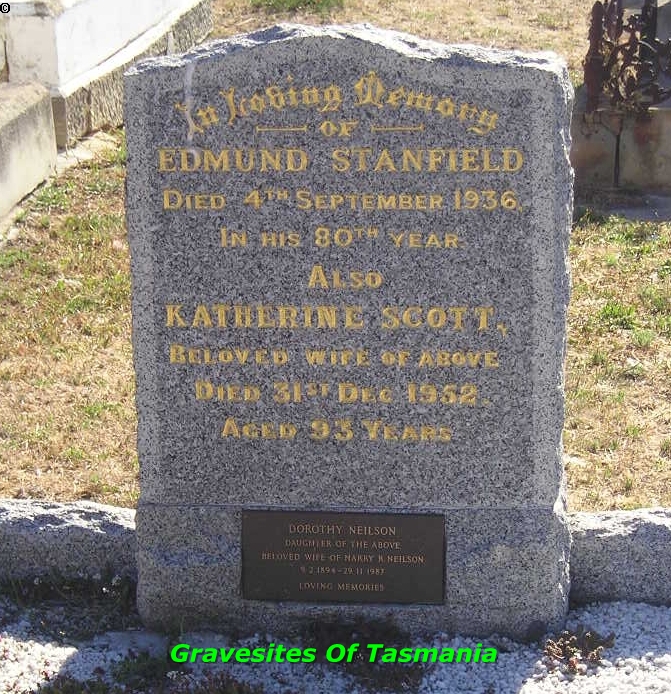 ©
In Loving Memory
OF
EDMUND STANFIELD
DIED 4TH SEPTEMBER 1936.
IN HIS 80TH YEAR.
ALSO
KATHERINE SCOTT,
BELOVED WIFE OF ABOVE
DIED 31ST DEC 1952.
AGED 93 YEARS
DOROTHY NEILSON
DAUGHTER OF THE ABOVE
BELOVED WIFE OF HARRY R. NEILSON
9.2.1894-29.11.1987
LOVING MEMORIES
Gravesites Of Tasmania